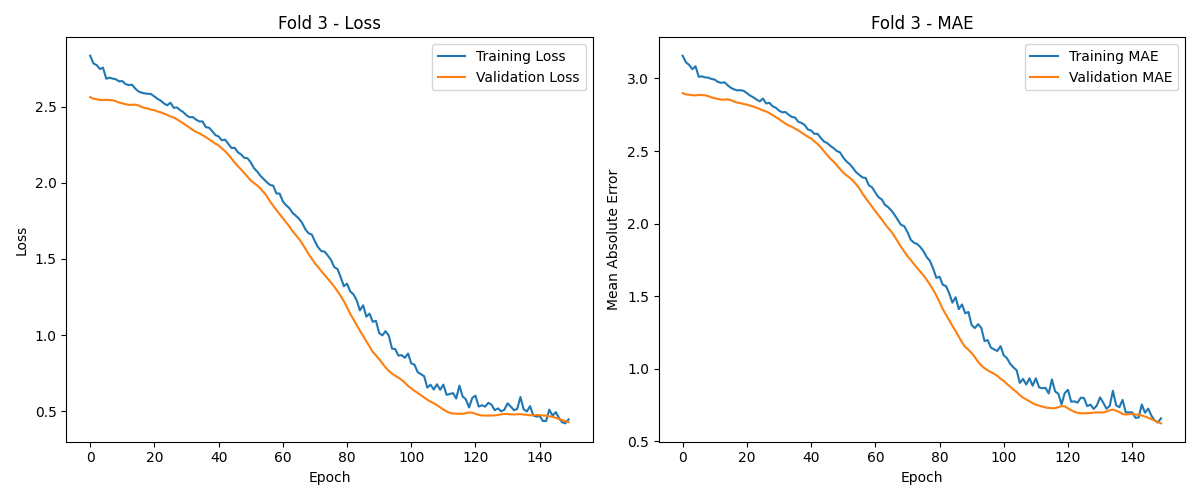 Fold 3 - Loss
Training Loss
Validation Loss
2.5
2.0
1.5
1.0
0.5
Loss
0 20 40 60 80 100 120 140
Epoch
Fold 3 - MAE
Training MAE
Validation MAE
3.0
2.5
2.0
1.5
1.0
0.5
Mean Absolute Error
0 20 40 60 80 100 120 140
Epoch